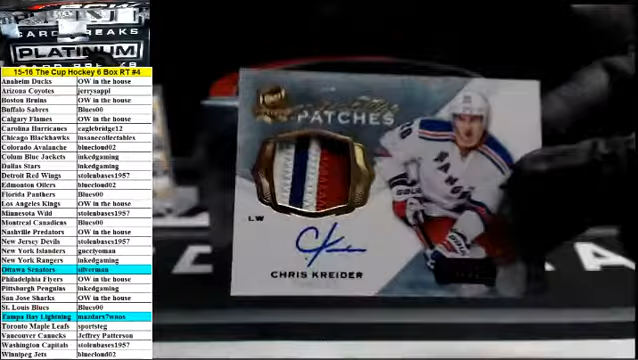 CARD BREAKS
PLATINUM
15-16 The Cup Hockey 6 Box RT #4
Anaheim Ducks OW in the house
Arizona Coyotes jerrysappl
Boston Bruins OW in the house
Buffalo Sabres Blues00
Calgary Flames OW in the house
Carolina Hurricanes eaglebridge12
Chicago Blackhawks insanecollectables
Colorado Avalanche bluecloud02
Colum Blue Jackets inkedgaming
Dallas Stars inkedgaming
Detroit Red Wings stolenbases1957
Edmonton Oilers bluecloud02
Florida Panthers Blues00
Los Angeles Kings OW in the house
Minnesota Wild stolenbases1957
Montreal Canadiens Blues00
Nashville Predators OW in the house
New Jersey Devils stolenbases1957
New York Islanders
New York Rangers inkedgaming
Ottawa Senators silverman
Philadelphia Flyers OW in the house
Pittsburgh Penguins inkedgaming
San Jose Sharks OW in the house
St. Louis Blues Blues00
Tampa Bay Lightning
Toronto Maple Leafs sportsteg
Vancouver Canucks Jeffrey Patterson
Washington Capitals stolenbases1957
Winnipeg Jets bluecloud02
PATCHES
LW
CHRIS KREIDER